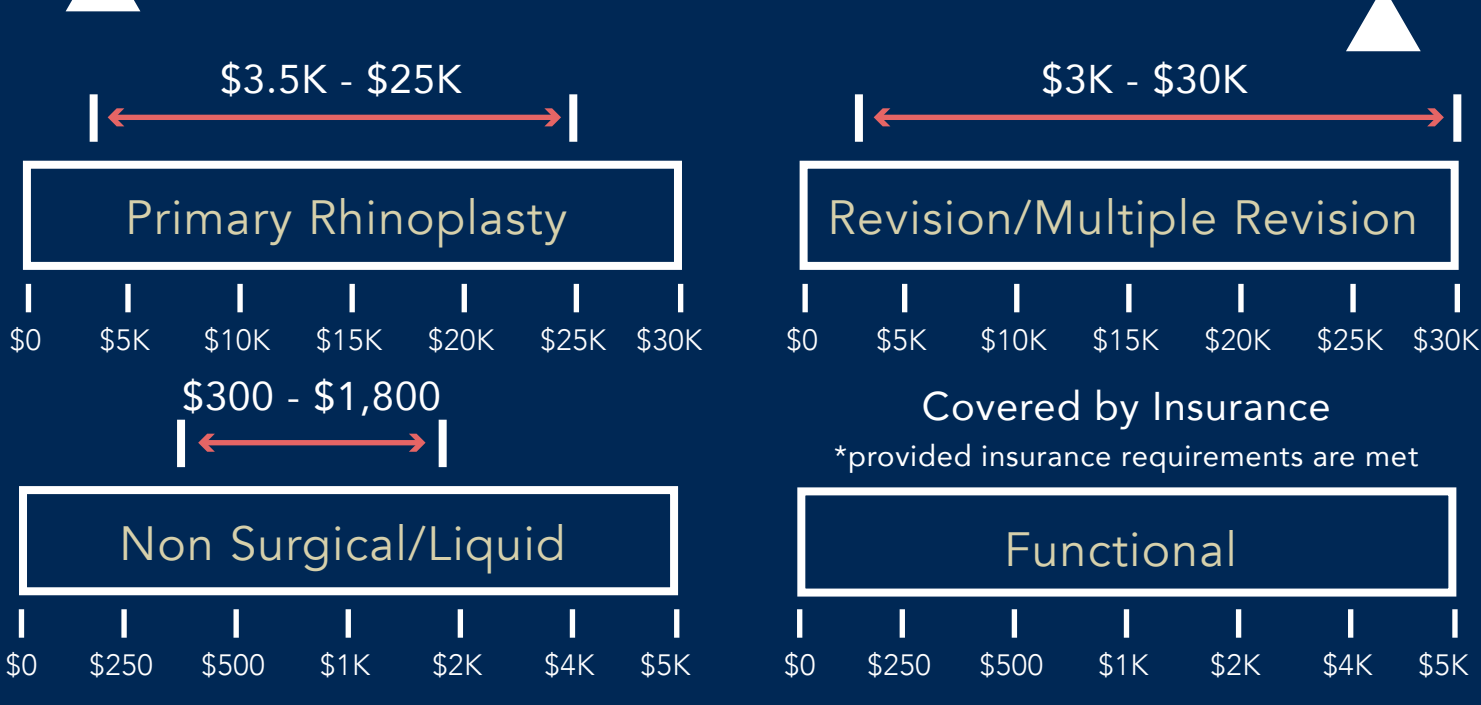 $3.5K - $25K
Primary Rhinoplasty
$0 $5K $10K $15K $20K $25K $30K
$3K - $30K
Revision/Multiple Revision
$0 $5K $10K $15K $20K $25K $30K
$300 - $1,800
Non Surgical/Liquid
$0 $250 $500 $1K $2K $4K $5K
Covered by Insurance
*provided insurance requirements are met
Functional
$0 $250 $500 $1K $2K $4K $5K